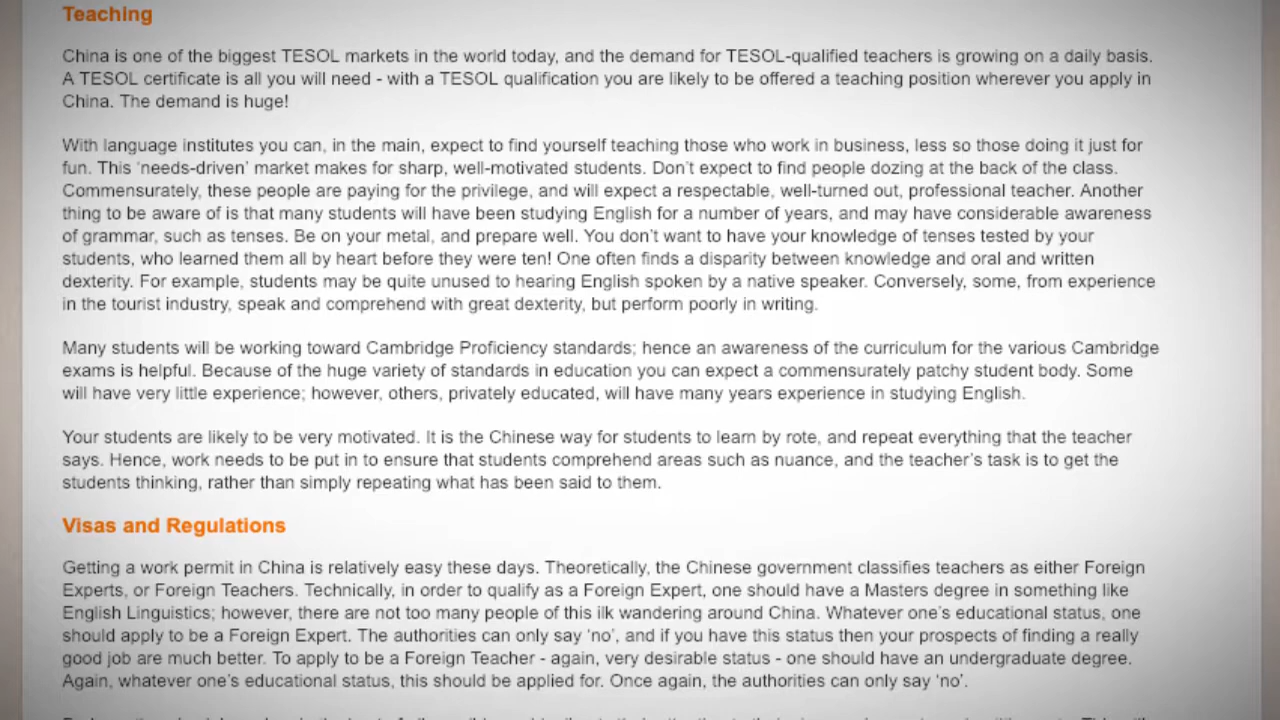 Teaching
China is one of the biggest TESOL markets in the world today, and the demand for TESOL-qualified teachers is growing on a daily basis.
A TESOL certificate is all you will need - with a TESOL qualification you are likely to be offered a teaching position wherever you apply in
China. The demand is huge!
With language institutes you can, in the main, expect to find yourself teaching those who work in business, less so those doing it just for
fun. This ‘needs-driven’ market makes for sharp, well-motivated students. Don’t expect to find people dozing at the back of the class.
Commensurately, these people are paying for the privilege, and will expect a respectable, well-turned out, professional teacher. Another
thing to be aware of is that many students will have been studying English for a number of years, and may have considerable awareness
of grammar, such as tenses. Be on your metal, and prepare well. You don’t want to have your knowledge of tenses tested by your
students, who learned them all by heart before they were ten! One often finds a disparity between knowledge and oral and written
dexterity. For example, students may be quite unused to hearing English spoken by a native speaker. Conversely, some, from experience
in the tourist industry, speak and comprehend with great dexterity, but perform poorly in writing.
Many students will be working toward Cambridge Proficiency standards; hence an awareness of the curriculum for the various Cambridge
exams is helpful. Because of the huge variety of standards in education you can expect a commensurately patchy student body. Some
will have very little experience; however, others, privately educated, will have many years experience in studying English.
Your students are likely to be very motivated. It is the Chinese way for students to learn by rote, and repeat everything that the teacher
says. Hence, work needs to be put in to ensure that students comprehend areas such as nuance, and the teacher’s task is to get the
students thinking, rather than simply repeating what has been said to them.
Visas and Regulations
Getting a work permit in China is relatively easy these days. Theoretically, the Chinese government classifies teachers as either Foreign
Experts, or Foreign Teachers. Technically, in order to qualify as a Foreign Expert, one should have a Masters degree in something like
English Linguistics; however, there are not too many people of this ilk wandering around China. Whatever one’s educational status, one
should apply to be a Foreign Expert. The authorities can only say ‘no’, and if you have this status then your prospects of finding a really
good job are much better. To apply to be a Foreign Teacher - again, very desirable status - one should have an undergraduate degree.
Again, whatever one’s educational status, this should be applied for. Once again, the authorities can only say ‘no’.